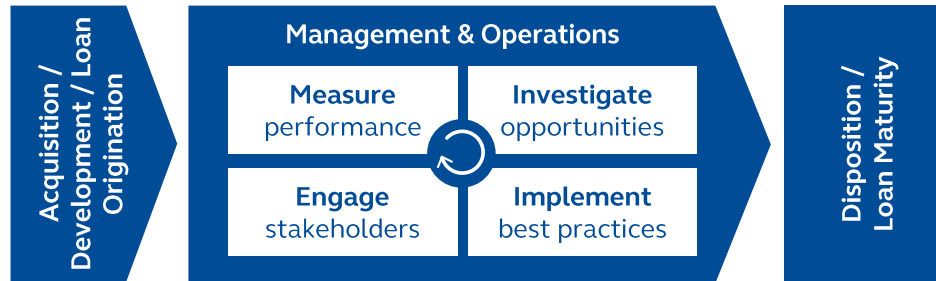 Acquisition /
Development / Loan
Origination
Management & Operations
Measure
performance
Investigate
opportunities
Engage
stakeholders
Implement
best practices
Disposition /
Loan Maturity